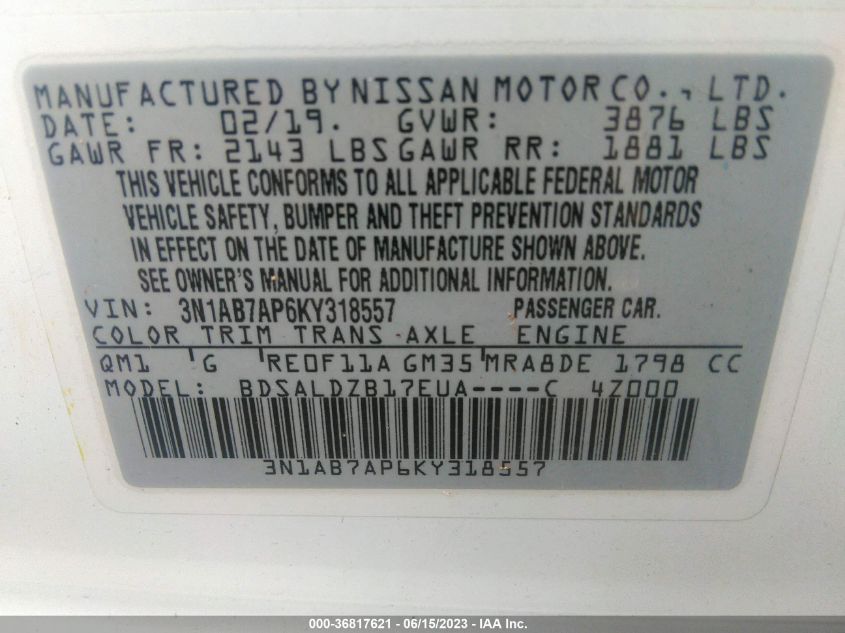 MANUFACTURED BY NISSAN MOTOR CO., LTD.
DATE: 02/19. GVWR: 3876 LBS
GAWR FR: 2143 LBS GAWR RR: 1881 LBS
THIS VEHICLE CONFORMS TO ALL APPLICABLE FEDERAL MOTOR
VEHICLE SAFETY, BUMPER AND THEFT PREVENTION STANDARDS
IN EFFECT ON THE DATE OF MANUFACTURE SHOWN ABOVE.
SEE OWNER'S MANUAL FOR ADDITIONAL INFORMATION.
VIN: 3N1AB7AP6KY318557 PASSENGER CAR.
COLOR TRIM TRANS AXLE ENGINE
QM1 G RE0F11A GM35 MRA8DE 1798 CC
MODEL: BDSALDZB17EUA----C 4Z000
3N1AB7AP6KY318557
000-36817621 - 06/15/2023 - IAA Inc.